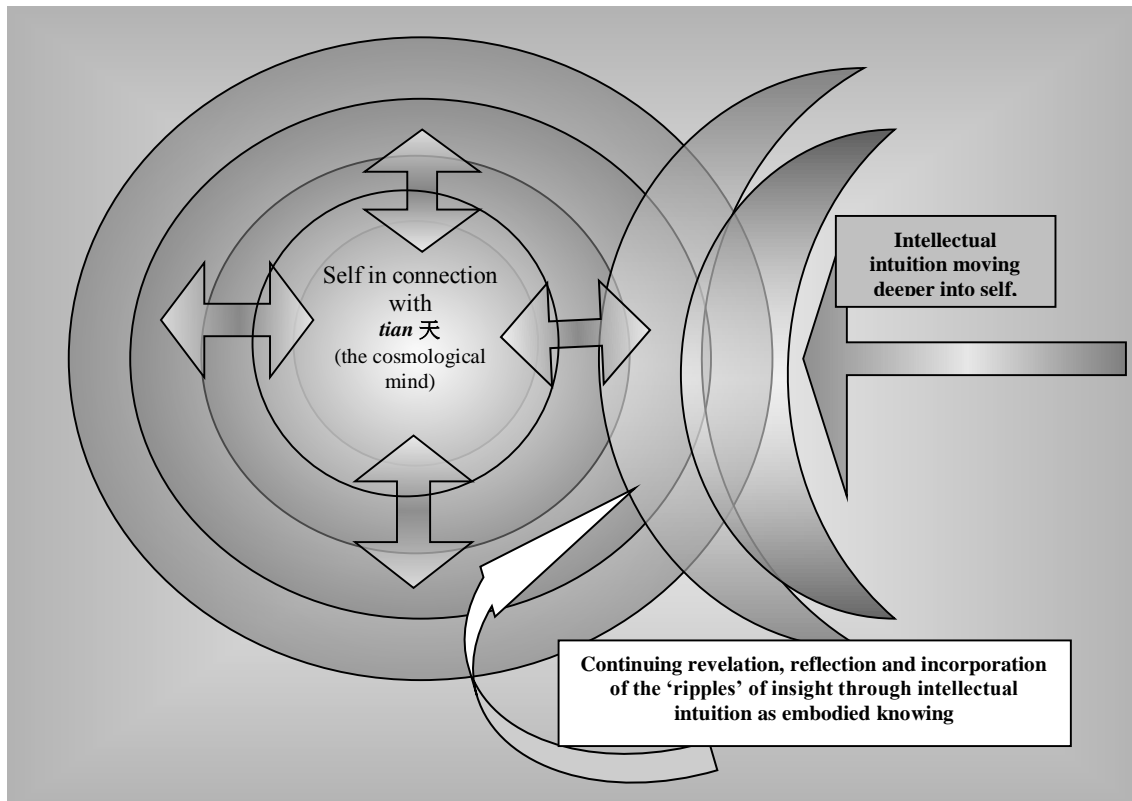 Self in connection
with
tian 天
(the cosmological
mind)
Intellectual
intuition moving
deeper into self.
Continuing revelation, reflection and incorporation
of the ‘ripples’ of insight through intellectual
intuition as embodied knowing